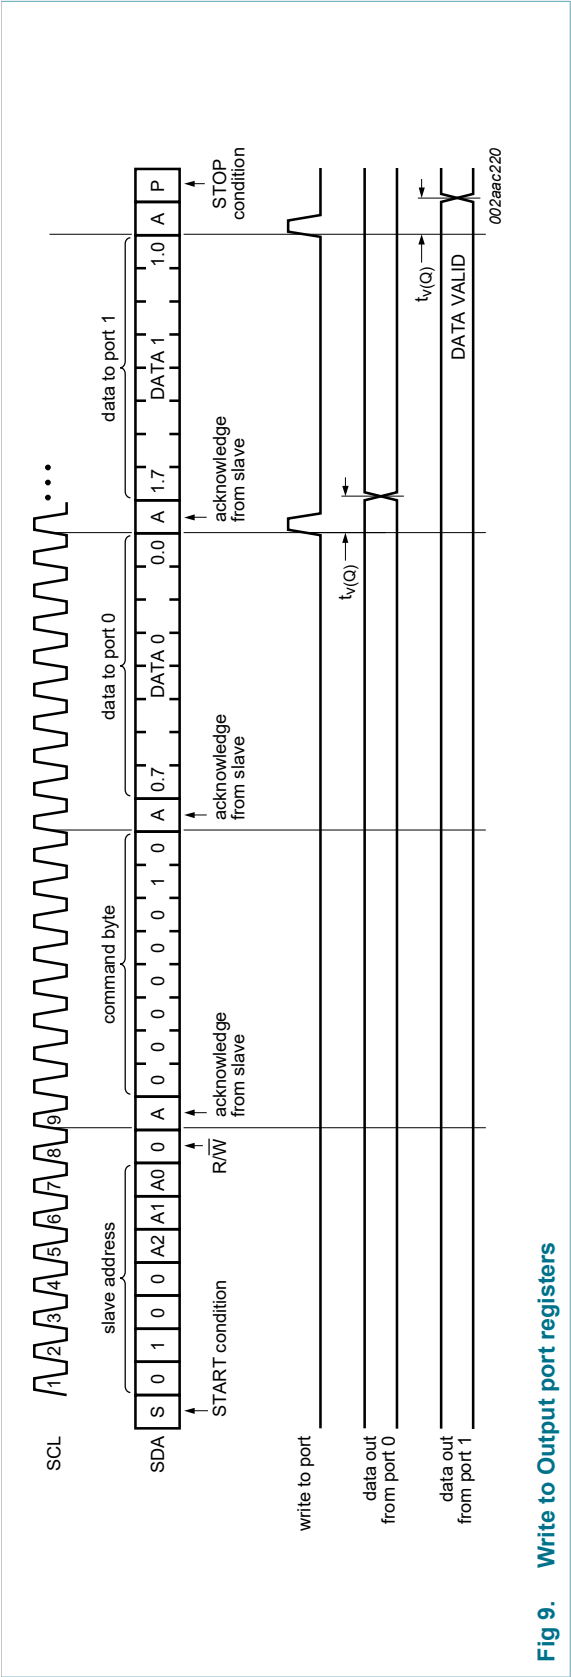 SCL
1 2 3 4 5 6 7 8 9
slave address
command byte
data to port 0
data to port 1
SDA
S 0 1 0 0 A2 A1 A0 0 A 0 0 0 0 0 0 1 0 A 0.7 DATA 0 0.0 A 1.7 DATA 1 1.0 A P
START condition
R/W
acknowledge
from slave
acknowledge
from slave
acknowledge
from slave
STOP
condition
write to port
data out
from port 0
tv(Q)
data out
from port 1
tv(Q)
DATA VALID
002aac220
Fig 9. Write to Output port registers